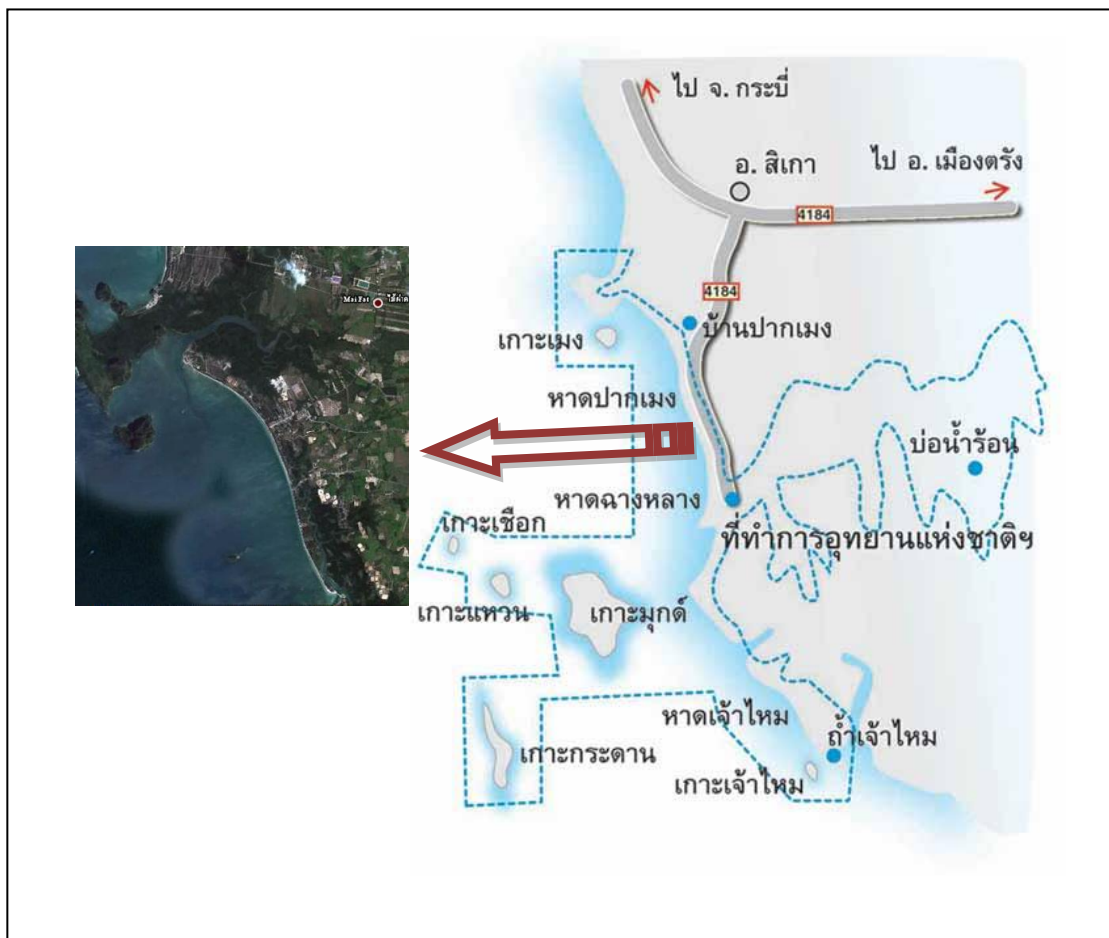 ไป จ. กระบี่
อ. สิเกา
ไป อ. เมืองตรัง
4184
4184
บ้านปากเมง
เกาะเมง
หาดปากเมง
บ่อน้ำร้อน
หาดฉางหลาง
ที่ทำการอุทยานแห่งชาติฯ
เกาะเชือก
เกาะแหวน
เกาะมุกด์
หาดเจ้าไหม
ถ้ำเจ้าไหม
เกาะกระดาน
เกาะเจ้าไหม
Mai Fat
ไม้ฝาด